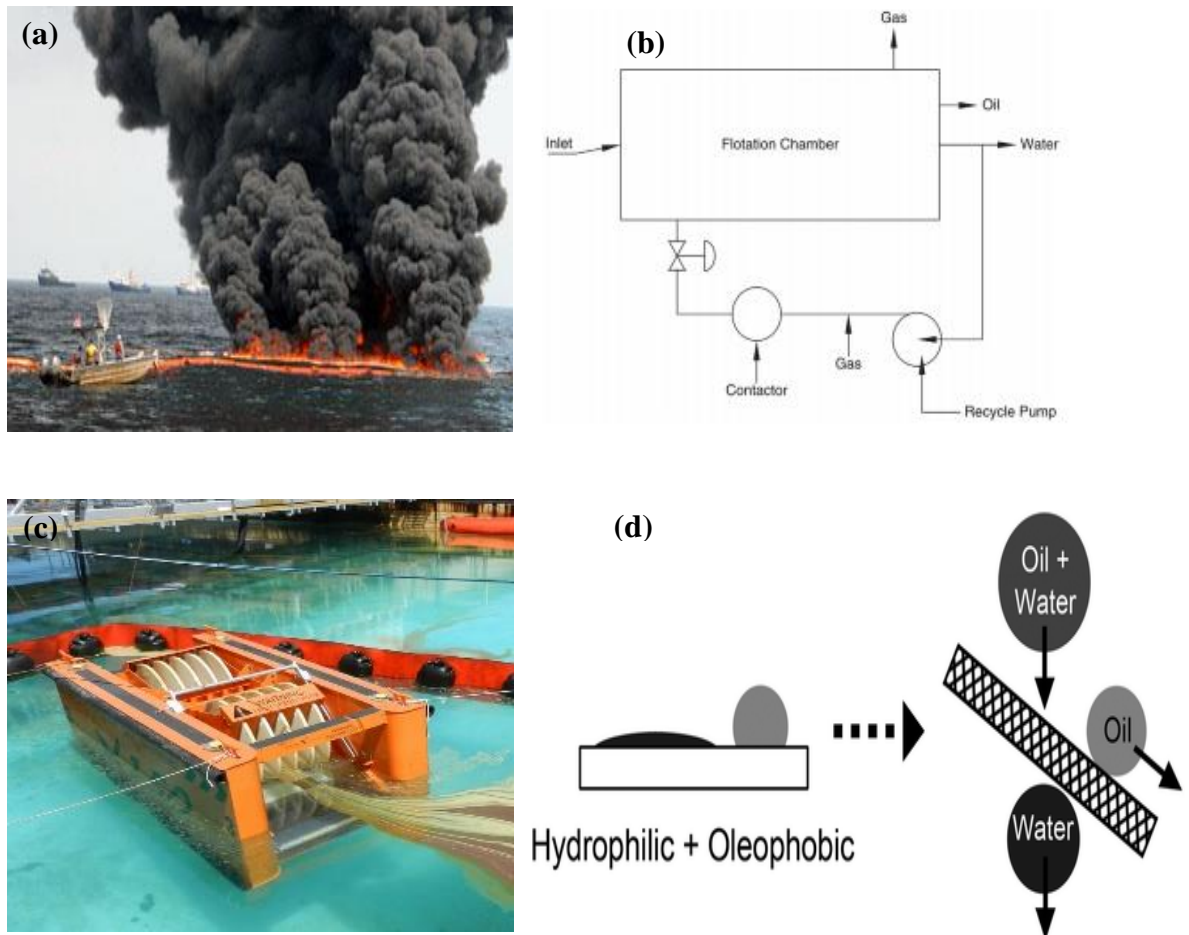 (a)
(b)
Gas
Oil
Inlet
Flotation Chamber
Water
Gas
Contactor
Recycle Pump
(c)
(d)
Oil +
Water
Oil
Water
Hydrophilic + Oleophobic